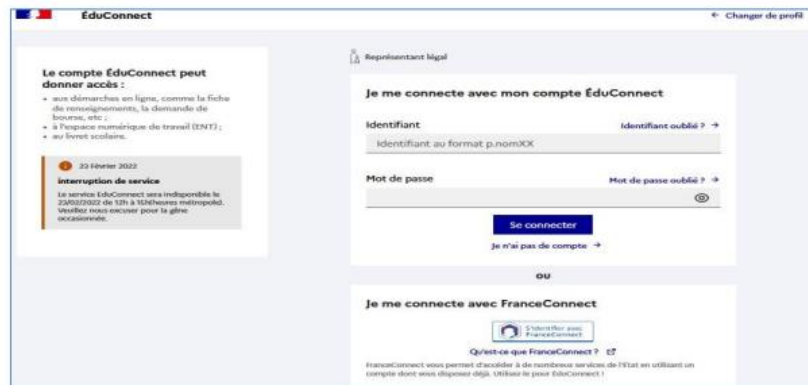 ÉduConnect
← Changer de profil
Le compte ÉduConnect peut
donner accès :
• aux démarches en ligne, comme la fiche
de renseignements, la demande de
bourse, etc ;
• à l'espace numérique de travail (ENT) ;
• au livret scolaire.
23 Février 2022
interruption de service
Le service EduConnect sera indisponible le
23/02/2022 de 12h à 15h(heures métropole).
Veuillez nous excuser pour la gêne
occasionnée.
Représentant légal
Je me connecte avec mon compte ÉduConnect
Identifiant
Identifiant oublié ? →
Identifiant au format p.nomXX
Mot de passe
Mot de passe oublié ? →
Se connecter
Je n'ai pas de compte →
OU
Je me connecte avec FranceConnect
S'identifier avec
FranceConnect
Qu'est-ce que FranceConnect ?
FranceConnect vous permet d'accéder à de nombreux services de l'État en utilisant un
compte dont vous disposez déjà. Utilisez-le pour ÉduConnect !